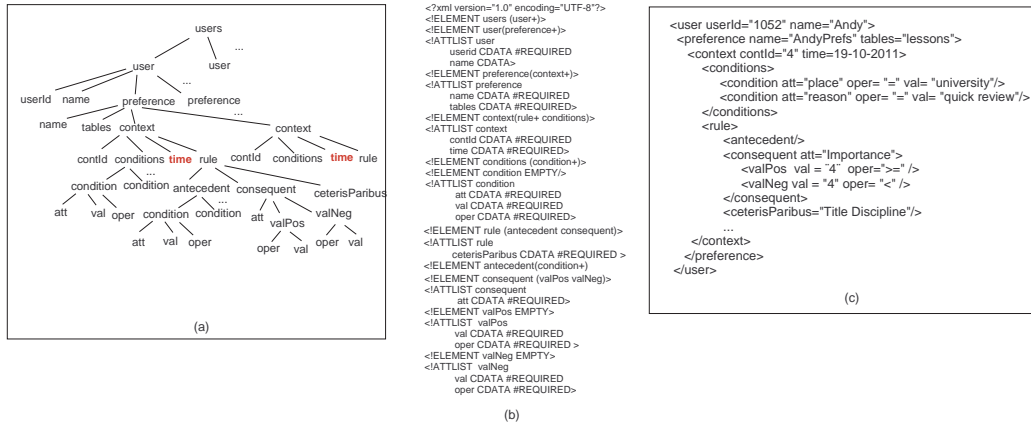 users
...
user
user
...
userId
name
preference
preference
...
name
tables
context
context
contId
conditions
time
rule
contId
conditions
time
rule
...
condition
condition
antecedent
consequent
ceterisParibus
...
att
val
oper
condition
condition
att
valPos
valNeg
att
val
oper
oper
val
oper
val
(a)
<?xml version="1.0" encoding="UTF-8"?>
<!ELEMENT users (user+)>
<!ELEMENT user(preference+)>
<!ATTLIST user
userid CDATA #REQUIRED
name CDATA>
<!ELEMENT preference(context+)>
<!ATTLIST preference
name CDATA #REQUIRED
tables CDATA #REQUIRED>
<!ELEMENT context(rule+ conditions)>
<!ATTLIST context
contId CDATA #REQUIRED
time CDATA #REQUIRED>
<!ELEMENT conditions (condition+)>
<!ELEMENT condition EMPTY/>
<!ATTLIST condition
att CDATA #REQUIRED
val CDATA #REQUIRED
oper CDATA #REQUIRED>
<!ELEMENT rule (antecedent consequent)>
<!ATTLIST rule
ceterisParibus CDATA #REQUIRED >
<!ELEMENT antecedent(condition+)
<!ELEMENT consequent (valPos valNeg)>
<!ATTLIST consequent
att CDATA #REQUIRED>
<!ELEMENT valPos EMPTY>
<!ATTLIST valPos
val CDATA #REQUIRED
oper CDATA #REQUIRED >
<!ELEMENT valNeg EMPTY>
<!ATTLIST valNeg
val CDATA #REQUIRED
oper CDATA #REQUIRED>
(b)
<user userId="1052" name="Andy">
<preference name="AndyPrefs" tables="lessons">
<context contId="4" time=19-10-2011>
<conditions>
<condition att="place" oper= "=" val= "university"/>
<condition att="reason" oper= "=" val= "quick review"/>
</conditions>
<rule>
<antecedent/>
<consequent att="Importance">
<valPos val = ¨4¨ oper=">=" />
<valNeg val = "4" oper= "<" />
</consequent>
<ceterisParibus="Title Discipline"/>
...
</context>
</preference>
</user>
(c)